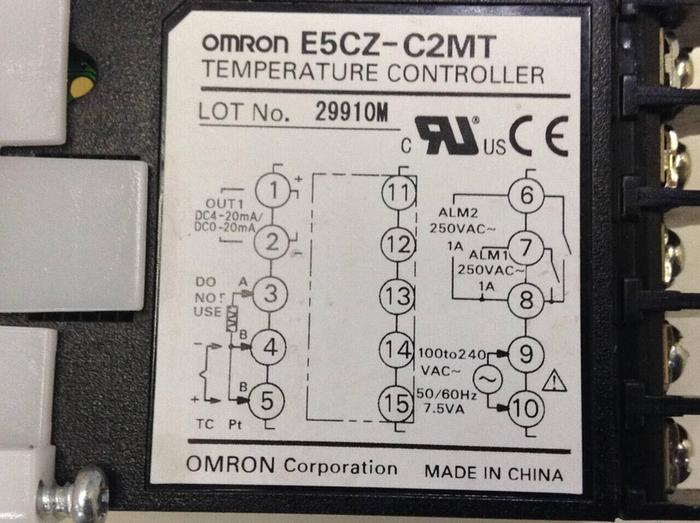 omron E5CZ-C2MT
TEMPERATURE CONTROLLER
LOT No. 29910M
C RU US CE
1 +
OUT1
DC4-20mA/
DC0-20mA
2 -
DO NOT USE
A 3
B 4
B 5
-
+
TC Pt
11
12
13
14
15
6
ALM2
250VAC~
1A
7
ALM1
250VAC~
1A
8
9
100to240
VAC~
50/60Hz
7.5VA
~
10
!
OMRON Corporation MADE IN CHINA